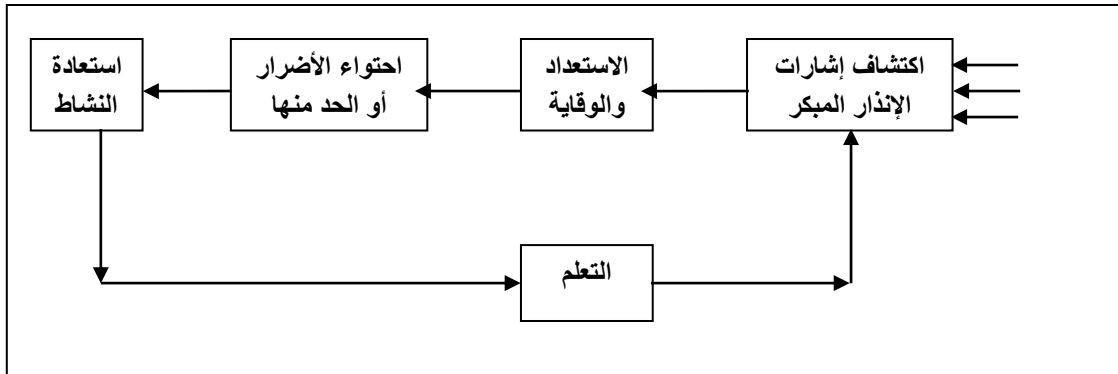 اكتشاف إشارات
الإنذار المبكر
الاستعداد
والوقاية
احتواء الأضرار
أو الحد منها
استعادة
النشاط
التعلم